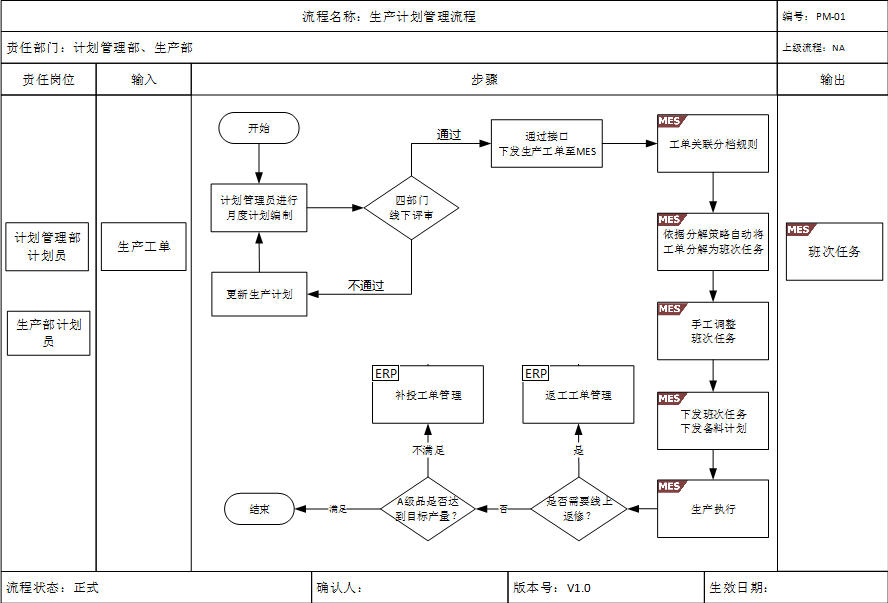 流程名称：生产计划管理流程
编号：PM-01
责任部门：计划管理部、生产部
上级流程：NA
责任岗位
输入
步骤
输出
开始
计划管理员进行
月度计划编制
四部门
线下评审
通过
不通过
更新生产计划
通过接口
下发生产工单至MES
MES
工单关联分档规则
MES
依据分解策略自动将
工单分解为班次任务
MES
手工调整
班次任务
MES
下发班次任务
下发备料计划
MES
生产执行
是否需要线上
返修？
是
ERP
返工工单管理
否
A级品是否达
到目标产量？
不满足
ERP
补投工单管理
满足
结束
计划管理部
计划员
生产部计划
员
生产工单
MES
班次任务
流程状态：正式
确认人：
版本号：V1.0
生效日期：